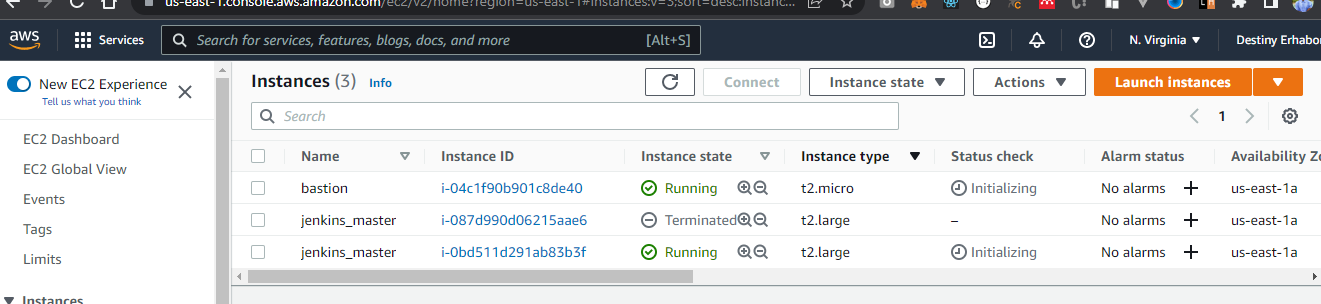 us-east-1.console.aws.amazon.com/ec2/v2/home?region=us-east-1#Instances:v=3;sort=desc:instanc...
aws
Services
Search for services, features, blogs, docs, and more [Alt+S]
N. Virginia
Destiny Erhabor
New EC2 Experience
Tell us what you think
EC2 Dashboard
EC2 Global View
Events
Tags
Limits
Instances
Instances (3) Info
Connect
Instance state
Actions
Launch instances
Search
1
Name Instance ID Instance state Instance type Status check Alarm status Availability Zo
bastion i-04c1f90b901c8de40 Running t2.micro Initializing No alarms + us-east-1a
jenkins_master i-087d990d06215aae6 Terminated t2.large – No alarms + us-east-1a
jenkins_master i-0bd511d291ab83b3f Running t2.large Initializing No alarms + us-east-1a